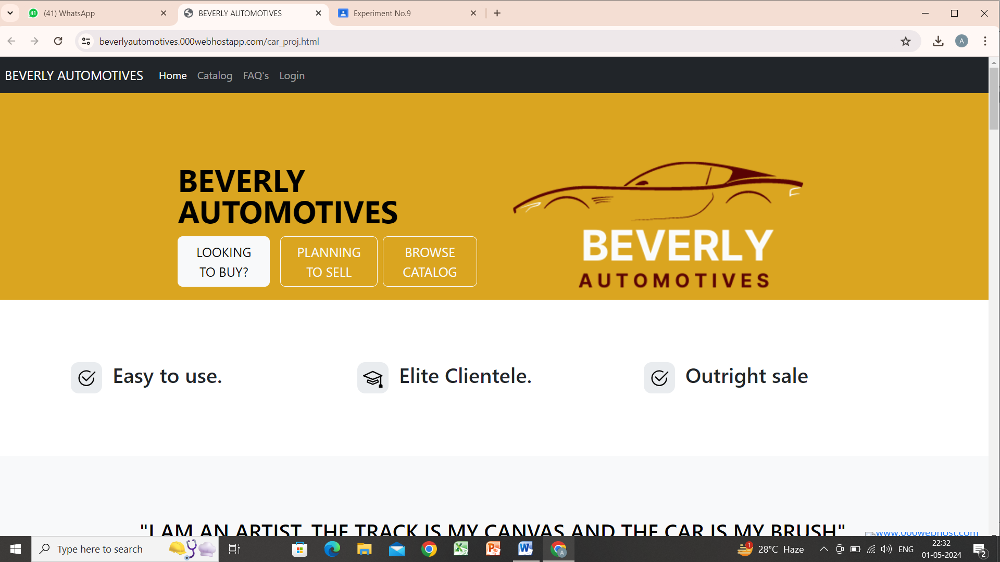 41
(41) WhatsApp
BEVERLY AUTOMOTIVES
Experiment No.9
beverlyautomotives.000webhostapp.com/car_proj.html
A
BEVERLY AUTOMOTIVES
Home
Catalog
FAQ's
Login
BEVERLY
AUTOMOTIVES
LOOKING
TO BUY?
PLANNING
TO SELL
BROWSE
CATALOG
BEVERLY
AUTOMOTIVES
Easy to use.
Elite Clientele.
Outright sale
"I AM AN ARTIST, THE TRACK IS MY CANVAS AND THE CAR IS MY BRUSH"
www.000webhost.com
Type here to search
1
28°C Haze
ENG
22:32
01-05-2024
2